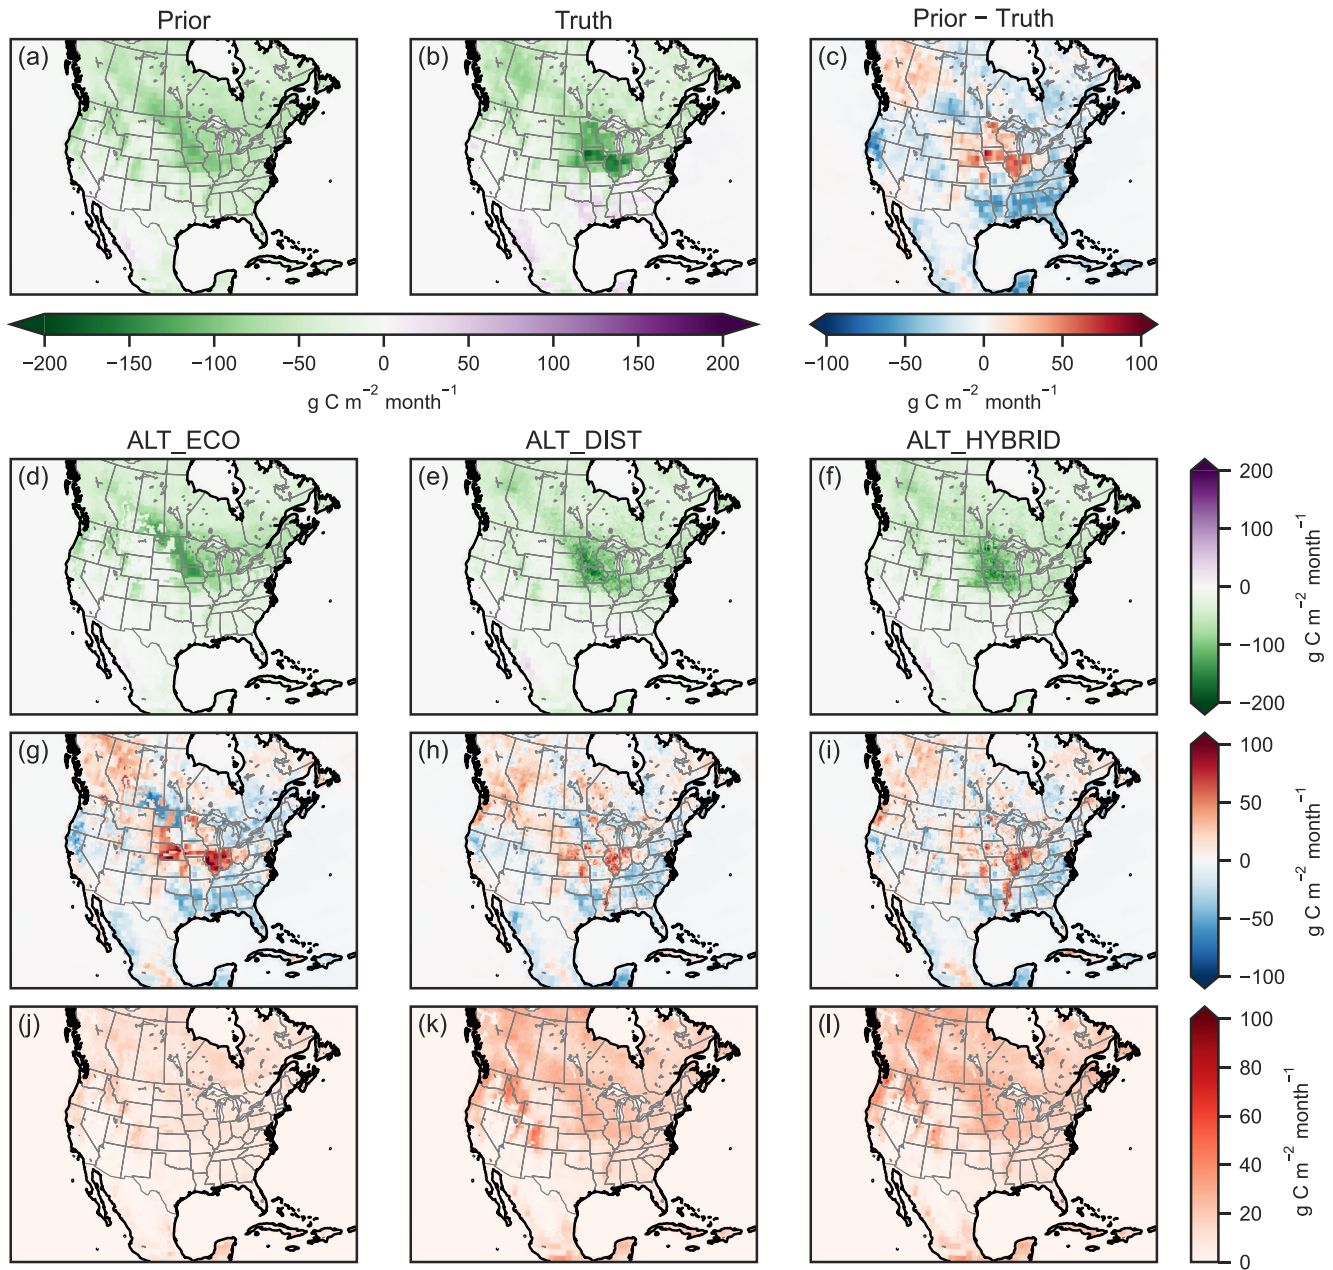 Prior Truth Prior − Truth
(a) (b) (c)
−200 −150 −100 −50 0 50 100 150 200 −100 −50 0 50 100
g C m−2 month−1 g C m−2 month−1
ALT_ECO ALT_DIST ALT_HYBRID
(d) (e) (f)
200
100
0
−100
−200
g C m−2 month−1
(g) (h) (i)
100
50
0
−50
−100
g C m−2 month−1
(j) (k) (l)
100
80
60
40
20
0
g C m−2 month−1